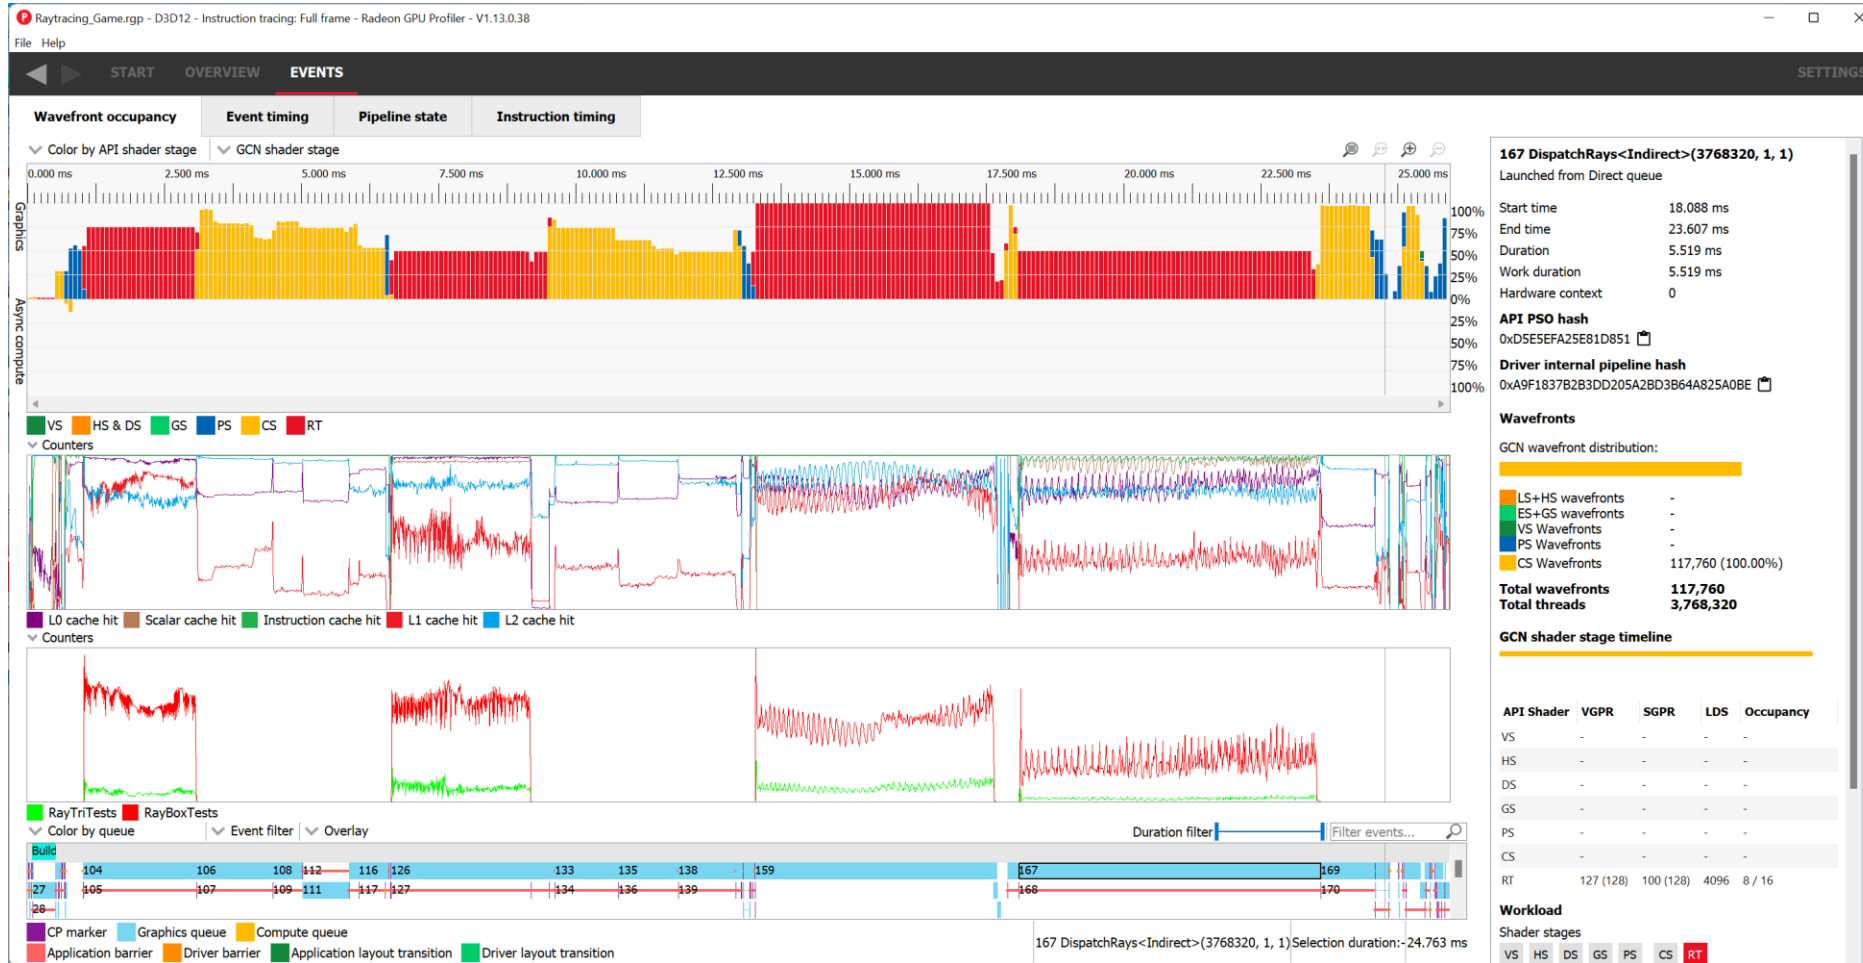 Raytracing_Game.rgp - D3D12 - Instruction tracing: Full frame - Radeon GPU Profiler - V1.13.0.38
File Help
START OVERVIEW EVENTS SETTINGS
Wavefront occupancy Event timing Pipeline state Instruction timing
Color by API shader stage GCN shader stage
0.000 ms 2.500 ms 5.000 ms 7.500 ms 10.000 ms 12.500 ms 15.000 ms 17.500 ms 20.000 ms 22.500 ms 25.000 ms
Graphics
100%
75%
50%
25%
0%
Async compute
25%
50%
75%
100%
VS HS & DS GS PS CS RT
Counters
L0 cache hit Scalar cache hit Instruction cache hit L1 cache hit L2 cache hit
Counters
RayTriTests RayBoxTests
Color by queue Event filter Overlay Duration filter Filter events...
Build
104 106 108 112 116 126 133 135 138 159 167 169
27 105 107 109 111 117 127 134 136 139 168 170
28
CP marker Graphics queue Compute queue
Application barrier Driver barrier Application layout transition Driver layout transition
167 DispatchRays<Indirect>(3768320, 1, 1) Selection duration:-24.763 ms
167 DispatchRays<Indirect>(3768320, 1, 1)
Launched from Direct queue
Start time 18.088 ms
End time 23.607 ms
Duration 5.519 ms
Work duration 5.519 ms
Hardware context 0
API PSO hash
0xD5E5EFA25E81D851
Driver internal pipeline hash
0xA9F1837B2B3DD205A2BD3B64A825A0BE
Wavefronts
GCN wavefront distribution:
LS+HS wavefronts -
ES+GS wavefronts -
VS Wavefronts -
PS Wavefronts -
CS Wavefronts 117,760 (100.00%)
Total wavefronts 117,760
Total threads 3,768,320
GCN shader stage timeline
API Shader VGPR SGPR LDS Occupancy
VS - - - -
HS - - - -
DS - - - -
GS - - - -
PS - - - -
CS - - - -
RT 127 (128) 100 (128) 4096 8 / 16
Workload
Shader stages
VS HS DS GS PS CS RT